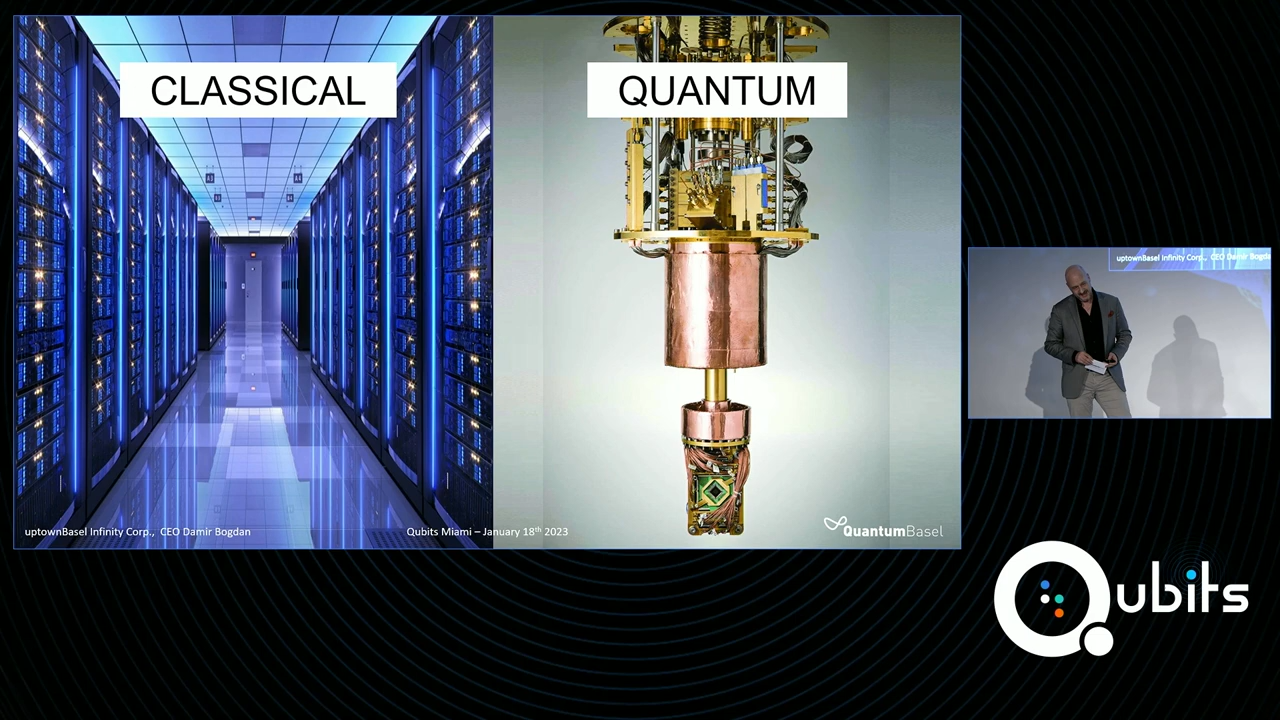 CLASSICAL
QUANTUM
uptownBasel Infinity Corp., CEO Damir Bogdan
Qubits Miami – January 18th 2023
QuantumBasel
uptownBasel Infinity Corp., CEO Damir Bogda
Qubits